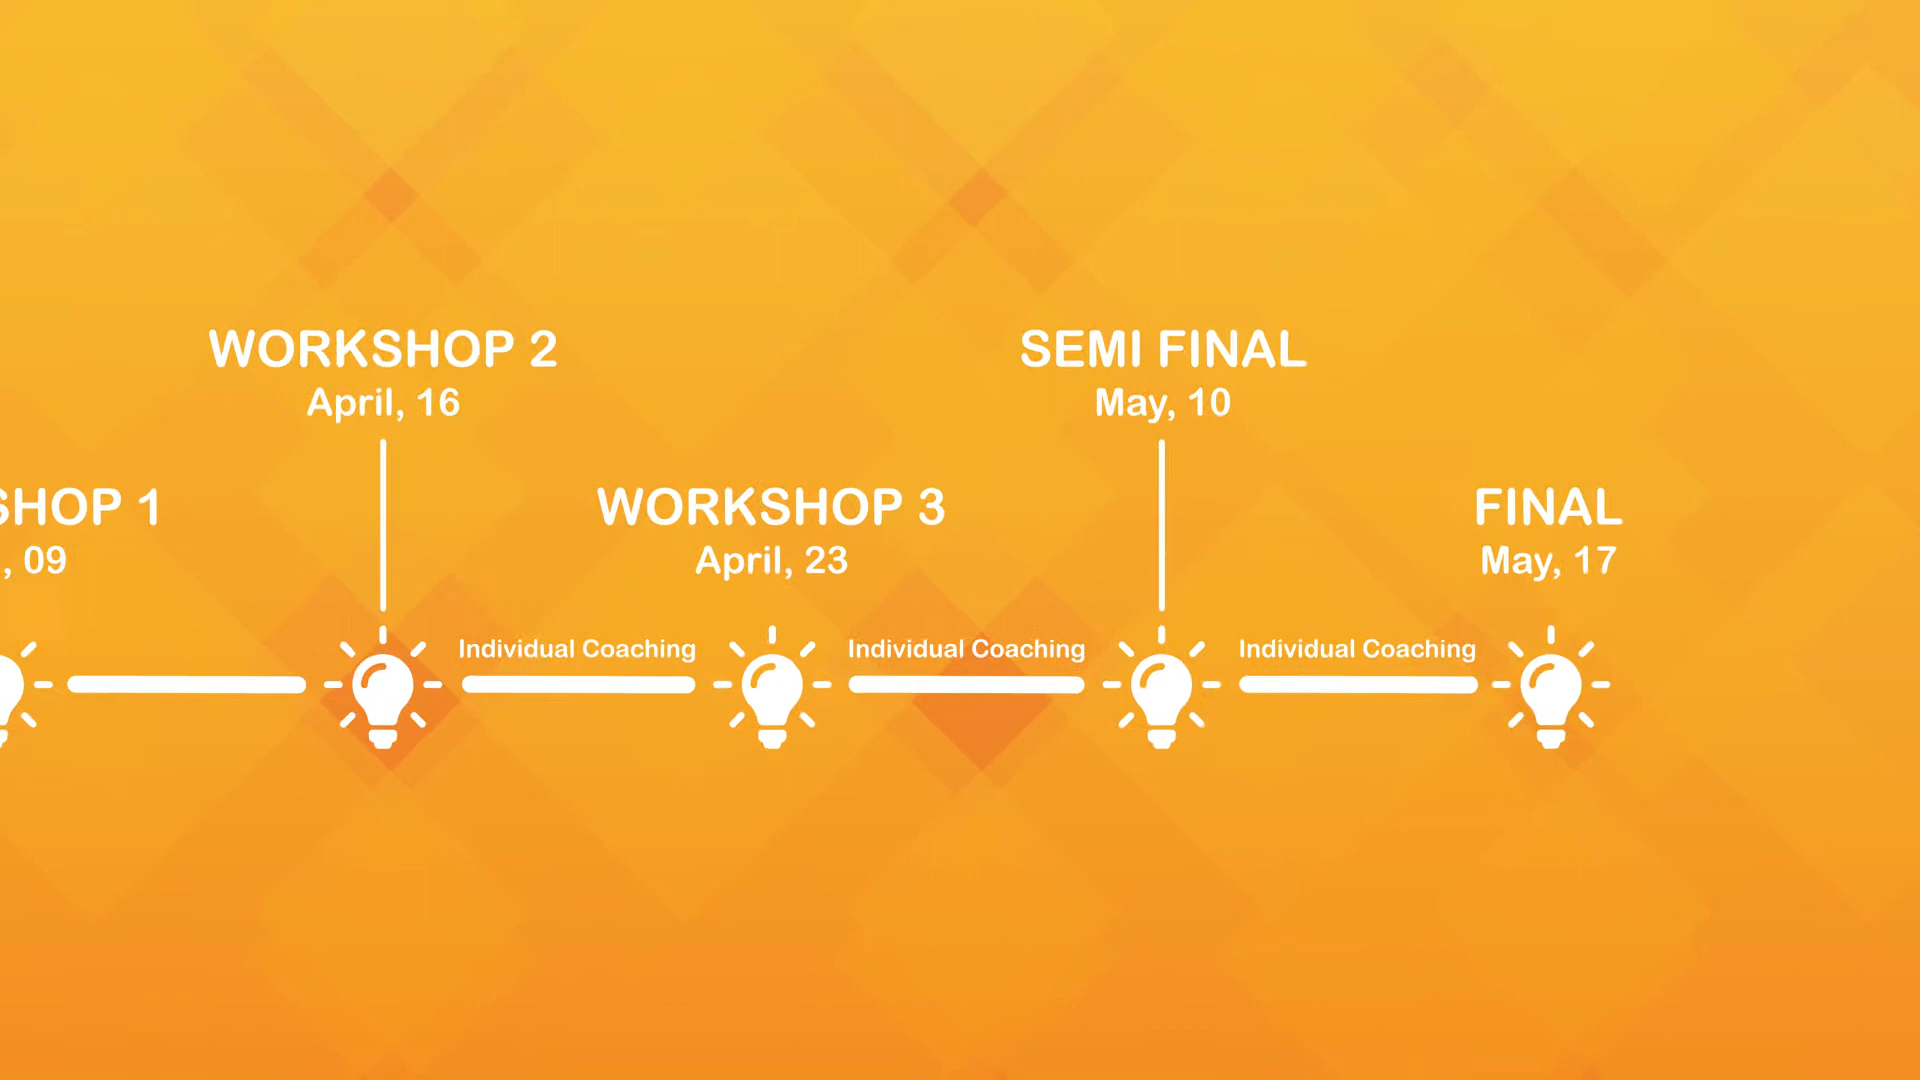 WORKSHOP 2
April, 16
SEMI FINAL
May, 10
SHOP 1
, 09
WORKSHOP 3
April, 23
FINAL
May, 17
Individual Coaching
Individual Coaching
Individual Coaching